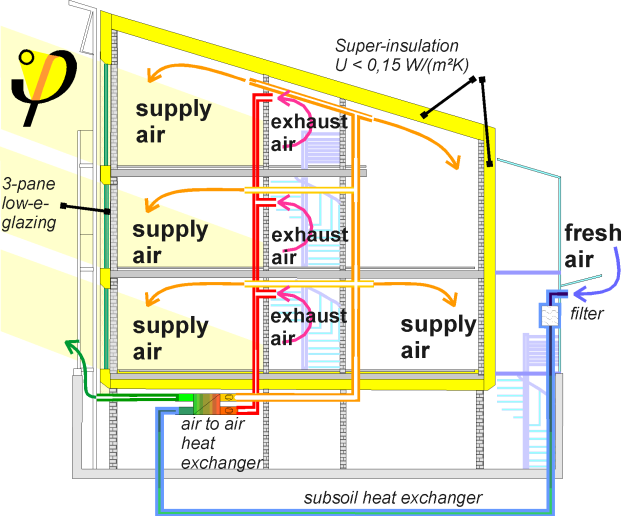 Super-insulation
U < 0,15 W/(m²K)
supply
air
exhaust
air
3-pane
low-e-
glazing
supply
air
exhaust
air
fresh
air
filter
supply
air
exhaust
air
supply
air
air to air
heat
exchanger
subsoil heat exchanger